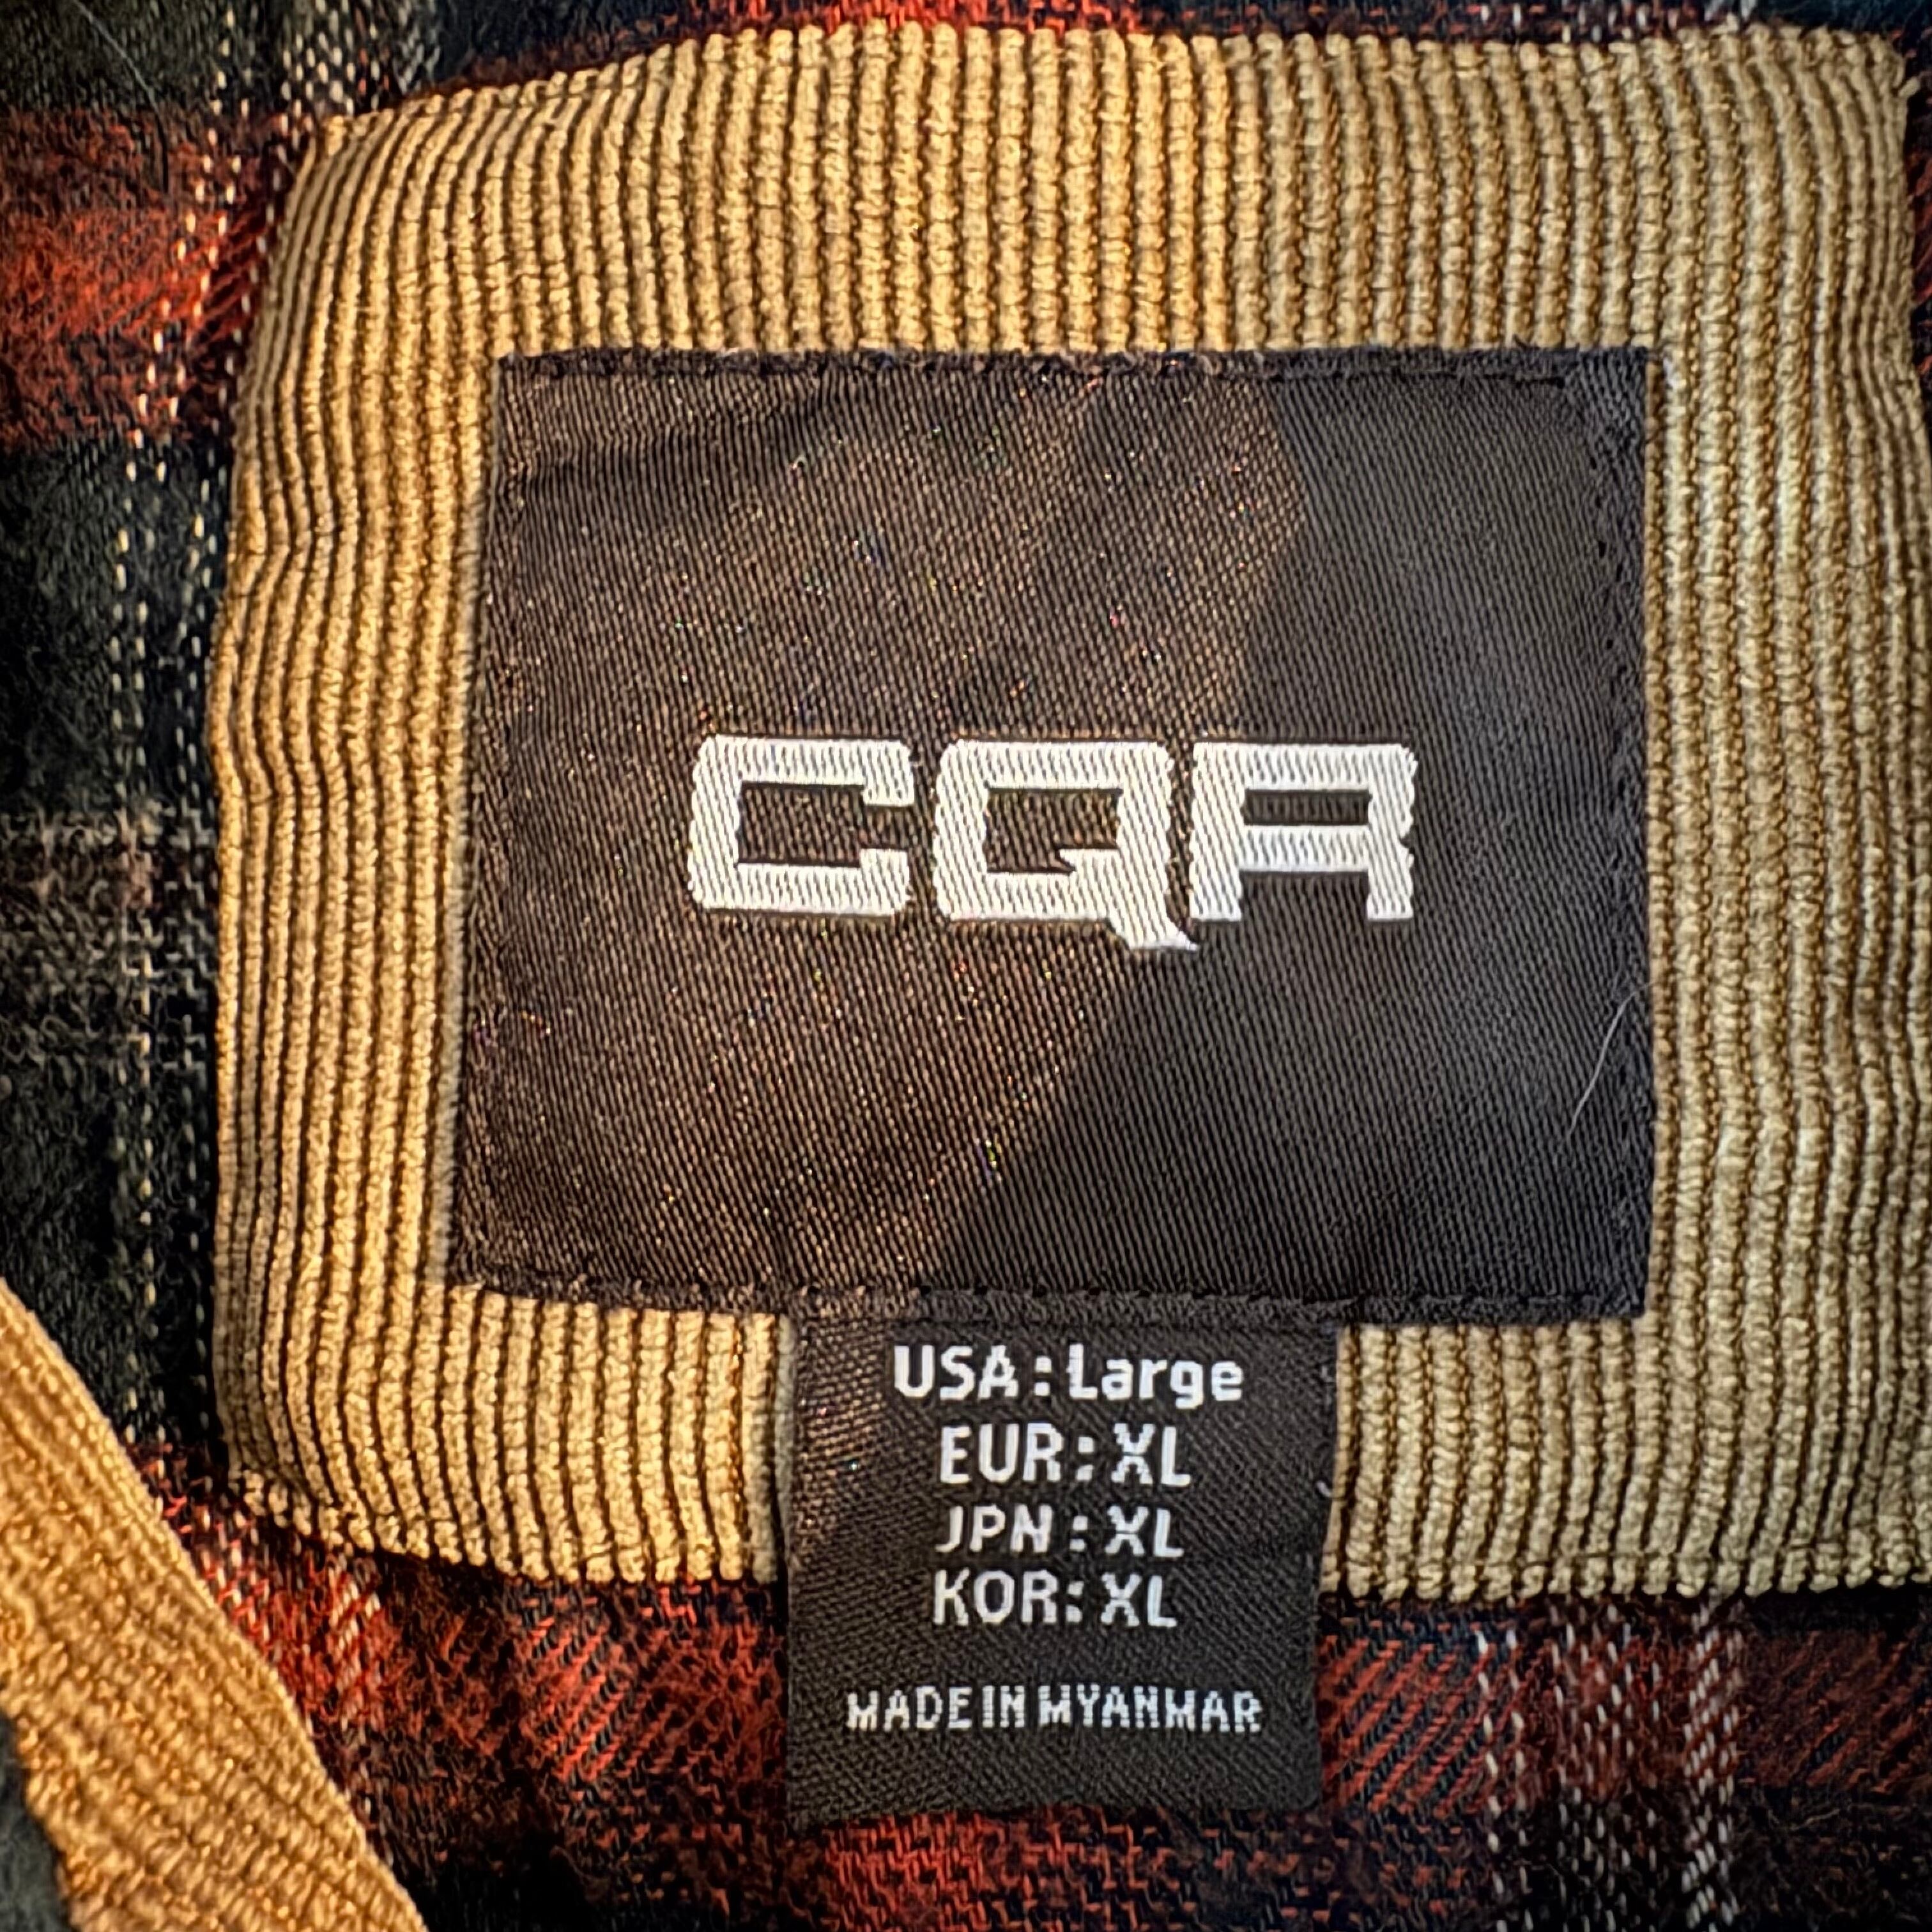 CQR
USA:Large
EUR: XL
JPN: XL
KOR: XL
MADE IN MYANMAR